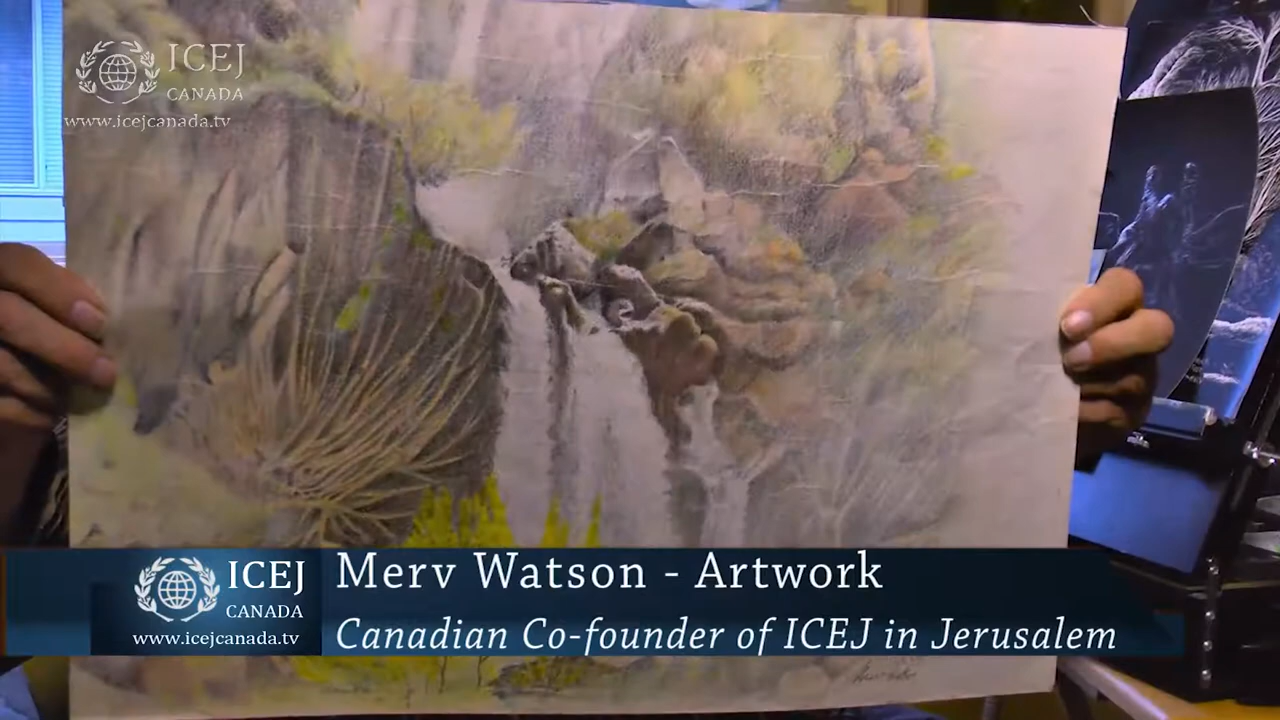 ICEJ
CANADA
www.icejcanada.tv
ICEJ
CANADA
www.icejcanada.tv
Merv Watson - Artwork
Canadian Co-founder of ICEJ in Jerusalem